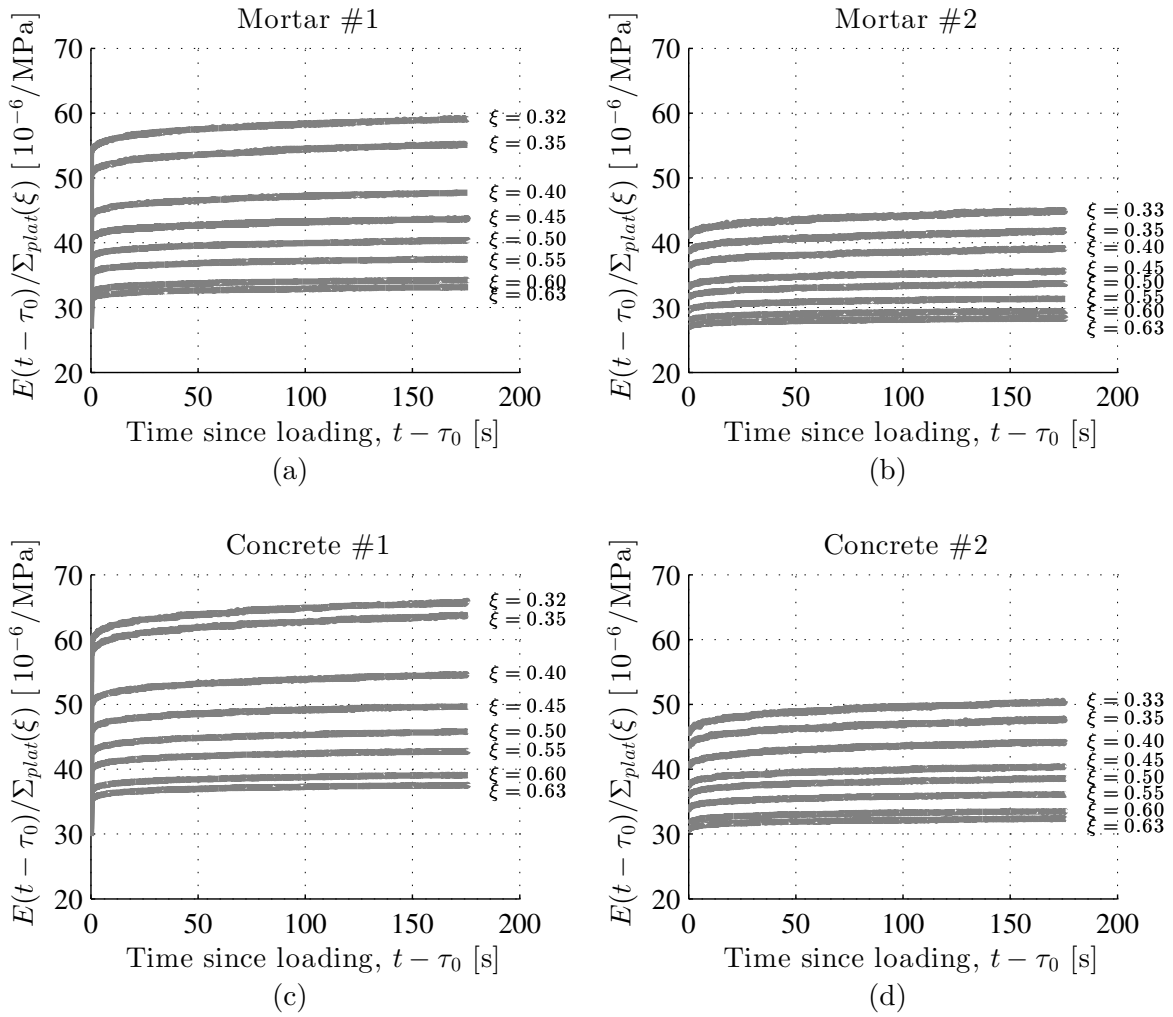 Mortar #1
E(t − τ0)/Σplat(ξ) [ 10−6/MPa]
70
60
50
40
30
20
ξ = 0.32
ξ = 0.35
ξ = 0.40
ξ = 0.45
ξ = 0.50
ξ = 0.55
ξ = 0.60
ξ = 0.63
0 50 100 150 200
Time since loading, t − τ0 [s]
(a)
Mortar #2
E(t − τ0)/Σplat(ξ) [ 10−6/MPa]
70
60
50
40
30
20
ξ = 0.33
ξ = 0.35
ξ = 0.40
ξ = 0.45
ξ = 0.50
ξ = 0.55
ξ = 0.60
ξ = 0.63
0 50 100 150 200
Time since loading, t − τ0 [s]
(b)
Concrete #1
E(t − τ0)/Σplat(ξ) [ 10−6/MPa]
70
60
50
40
30
20
ξ = 0.32
ξ = 0.35
ξ = 0.40
ξ = 0.45
ξ = 0.50
ξ = 0.55
ξ = 0.60
ξ = 0.63
0 50 100 150 200
Time since loading, t − τ0 [s]
(c)
Concrete #2
E(t − τ0)/Σplat(ξ) [ 10−6/MPa]
70
60
50
40
30
20
ξ = 0.33
ξ = 0.35
ξ = 0.40
ξ = 0.45
ξ = 0.50
ξ = 0.55
ξ = 0.60
ξ = 0.63
0 50 100 150 200
Time since loading, t − τ0 [s]
(d)